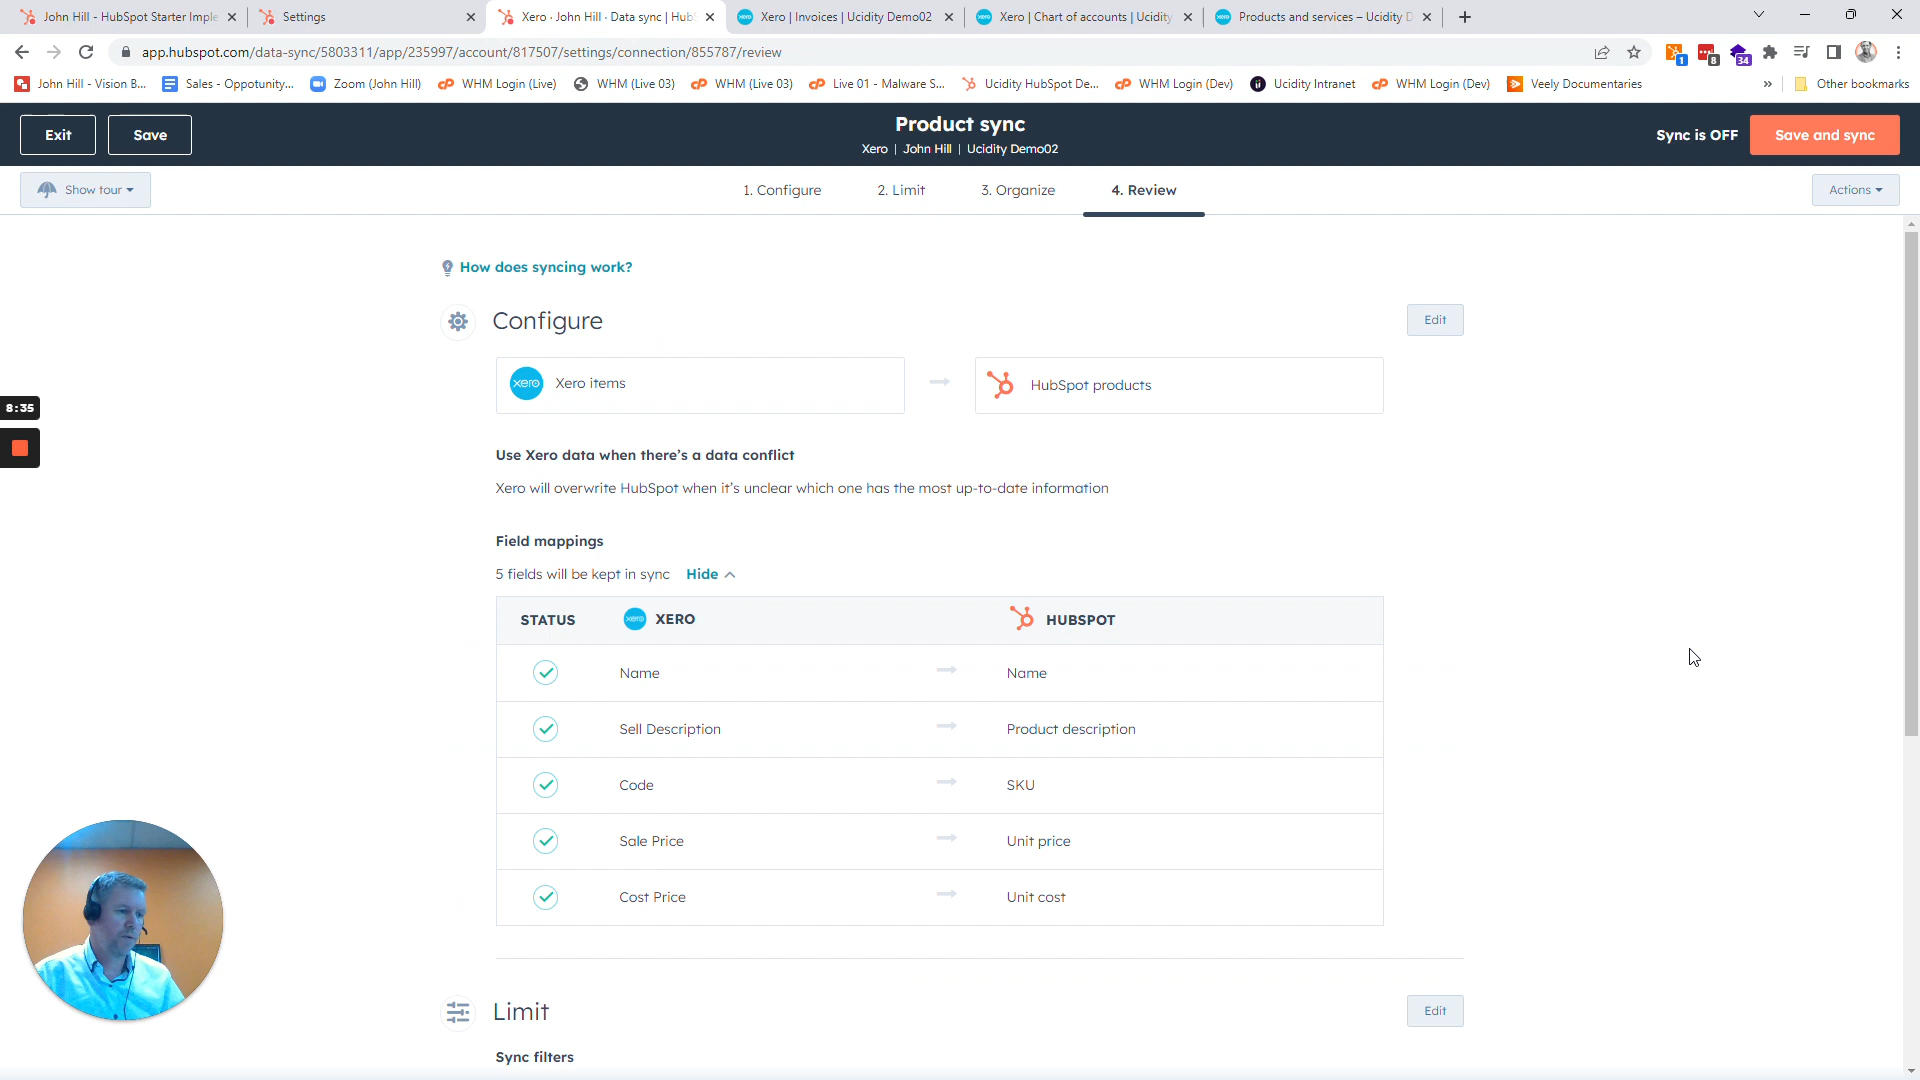 John Hill - HubSpot Starter Imple
Settings
Xero · John Hill · Data sync | Hub
Xero | Invoices | Ucidity Demo02
Xero | Chart of accounts | Ucidity
Products and services – Ucidity D
app.hubspot.com/data-sync/5803311/app/235997/account/817507/settings/connection/855787/review
1
8
34
John Hill - Vision B...
Sales - Opportunity...
Zoom (John Hill)
WHM Login (Live)
WHM (Live 03)
WHM (Live 03)
Live 01 - Malware S...
Ucidity HubSpot De...
WHM Login (Dev)
Ucidity Intranet
WHM Login (Dev)
Veely Documentaries
»
Other bookmarks
Exit
Save
Product sync
Xero | John Hill | Ucidity Demo02
Sync is OFF
Save and sync
Show tour
1. Configure
2. Limit
3. Organize
4. Review
Actions
How does syncing work?
Configure
Edit
xero
Xero items
HubSpot products
8:35
Use Xero data when there's a data conflict
Xero will overwrite HubSpot when it's unclear which one has the most up-to-date information
Field mappings
5 fields will be kept in sync Hide
STATUS
xero
XERO
HUBSPOT
Name
Name
Sell Description
Product description
Code
SKU
Sale Price
Unit price
Cost Price
Unit cost
Limit
Edit
Sync filters